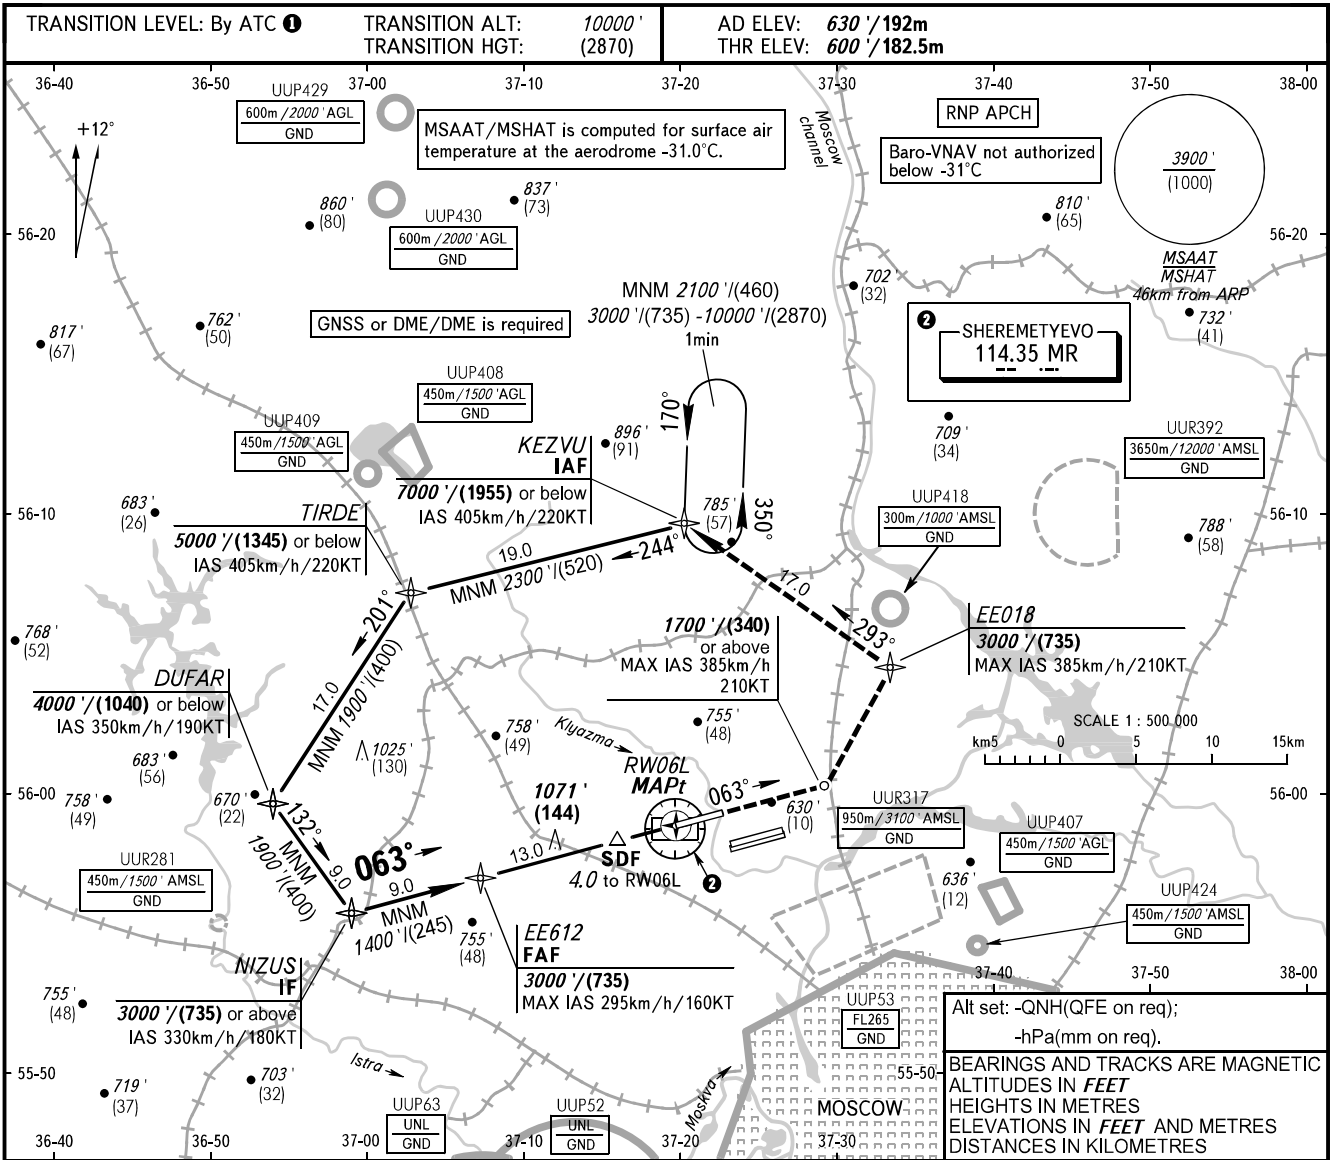 TRANSITION LEVEL: By ATC ❶
TRANSITION ALT: 10000 '
TRANSITION HGT: (2870)
AD ELEV: 630 '/192m
THR ELEV: 600 '/182.5m
36-40 36-50 37-00 37-10 37-20 37-30 37-40 37-50 38-00
+12°
UUP429
600m/2000 'AGL
GND
MSAAT/MSHAT is computed for surface air
temperature at the aerodrome -31.0°C.
Moscow
channel
RNP APCH
Baro-VNAV not authorized
below -31°C
3900 '
(1000)
MSAAT
MSHAT
46km from ARP
860 '
(80)
837 '
(73)
810 '
(65)
UUP430
600m/2000 'AGL
GND
56-20
56-20
MNM 2100 '/(460)
3000 '/(735) -10000 '/(2870)
1min
702 '
(32)
732 '
(41)
817 '
(67)
762 '
(50)
GNSS or DME/DME is required
❷
SHEREMETYEVO
114.35 MR
UUP408
450m/1500 'AGL
GND
UUP409
450m/1500 'AGL
GND
KEZVU
IAF
7000 '/(1955) or below
IAS 405km/h/220KT
896 '
(91)
170°
350°
785 '
(57)
709 '
(34)
UUR392
3650m/12000 'AMSL
GND
683 '
(26)
TIRDE
5000 '/(1345) or below
IAS 405km/h/220KT
56-10
56-10
UUP418
300m/1000 'AMSL
GND
788 '
(58)
19.0
244°
MNM 2300 '/(520)
17.0
293°
201°
17.0
MNM 1900 '/(400)
768 '
(52)
1700 '/(340)
or above
MAX IAS 385km/h
210KT
EE018
3000 '/(735)
MAX IAS 385km/h/210KT
DUFAR
4000 '/(1040) or below
IAS 350km/h/190KT
SCALE 1 : 500 000
km5 0 5 10 15km
683 '
(56)
1025 '
(130)
758 '
(49)
Klyazma
755 '
(48)
RW06L
MAPt
063°
1071 '
(144)
56-00
56-00
758 '
(49)
670 '
(22)
630 '
(10)
UUR317
950m/3100 'AMSL
GND
UUP407
450m/1500 'AGL
GND
132°
9.0
MNM
1900 '/(400)
063°
9.0
MNM
1400 '/(245)
13.0
SDF
4.0 to RW06L
❷
UUR281
450m/1500 ' AMSL
GND
636 '
(12)
UUP424
450m/1500 'AMSL
GND
755 '
(48)
EE612
FAF
3000 '/(735)
MAX IAS 295km/h/160KT
NIZUS
IF
3000 '/(735) or above
IAS 330km/h/180KT
755 '
(48)
37-40 37-50 38-00
UUP53
FL265
GND
Alt set: -QNH(QFE on req);
-hPa(mm on req).
Istra
Moskva
55-50
55-50
719 '
(37)
703 '
(32)
UUP63
UNL
GND
UUP52
UNL
GND
MOSCOW
BEARINGS AND TRACKS ARE MAGNETIC
ALTITUDES IN FEET
HEIGHTS IN METRES
ELEVATIONS IN FEET AND METRES
DISTANCES IN KILOMETRES
36-40 36-50 37-00 37-10 37-20 37-30